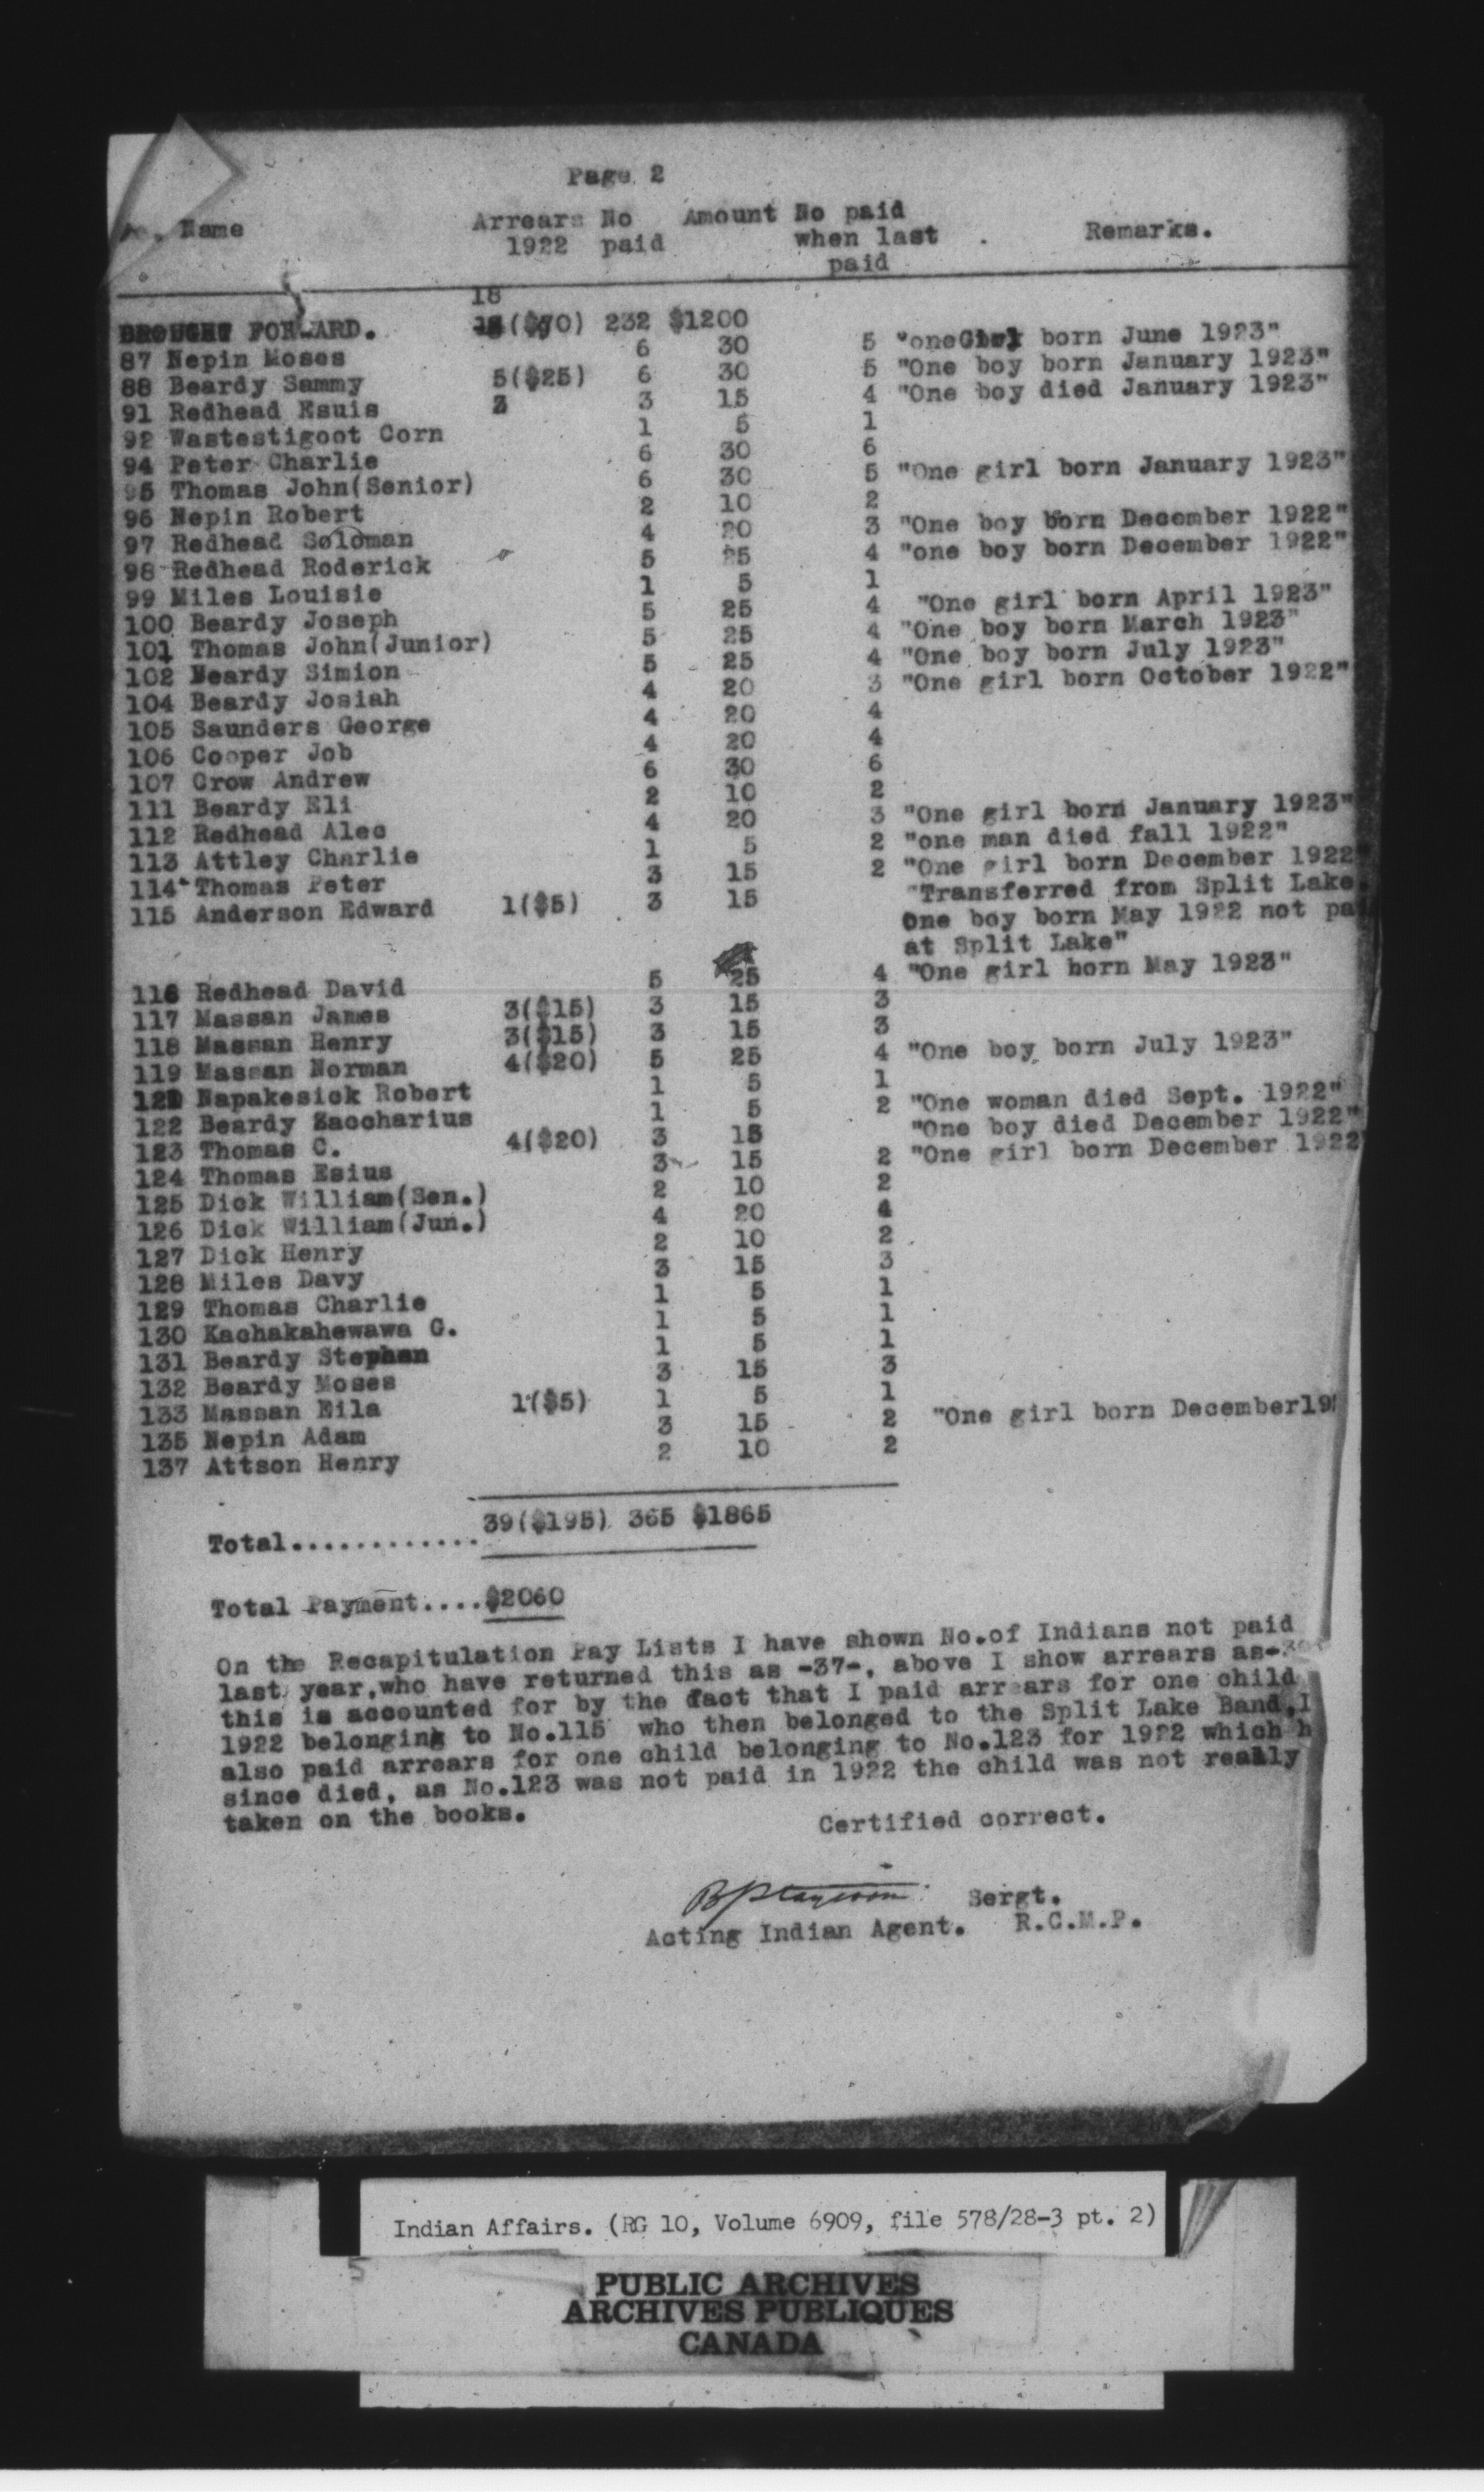 Page 2
Name Arrears No Amount No paid Remarks.
1922 paid when last
paid
18
BROUGHT FORWARD. ($90) 232 $1200
87 Nepin Moses 6 30 5 "one Girl born June 1923"
88 Beardy Sammy 5($25) 6 30 5 "One boy born January 1923"
91 Redhead Esuis 3 15 4 "One boy died January 1923"
92 Wastestigoot Corn 1 5 1
94 Peter Charlie 6 30 6
95 Thomas John(Senior) 6 30 5 "One girl born January 1923"
96 Nepin Robert 2 10 2
97 Redhead Soloman 4 20 3 "One boy born December 1922"
98 Redhead Roderick 5 25 4 "one boy born December 1922"
99 Miles Louisie 1 5 1
100 Beardy Joseph 5 25 4 "One girl born April 1923"
101 Thomas John(Junior) 5 25 4 "One boy born March 1923"
102 Beardy Simion 5 25 4 "One boy born July 1923"
104 Beardy Josiah 4 20 3 "One girl born October 1922"
105 Saunders George 4 20 4
106 Cooper Job 4 20 4
107 Crow Andrew 6 30 6
111 Beardy Eli 2 10 2
112 Redhead Alec 4 20 3 "One girl born January 1923"
113 Attley Charlie 1 5 2 "one man died fall 1922"
114 Thomas Peter 3 15 2 "One girl born December 1922"
115 Anderson Edward 1($5) 3 15 "Transferred from Split Lake.
One boy born May 1922 not
at Split Lake"
116 Redhead David 5 25 4 "One girl born May 1923"
117 Massan James 3($15) 3 15 3
118 Massan Henry 3($15) 3 15 3
119 Massan Norman 4($20) 5 25 4 "One boy born July 1923"
121 Napakesick Robert 1 5 1
122 Beardy Zaccharius 1 5 2 "One woman died Sept. 1922"
123 Thomas C. 4($20) 3 15 "One boy died December 1922"
124 Thomas Esius 3 15 2 "One girl born December 1922
125 Dick William(Sen.) 2 10 2
126 Dick William(Jun.) 4 20 4
127 Dick Henry 2 10 2
128 Miles Davy 3 15 3
129 Thomas Charlie 1 5 1
130 Kachakahewawa G. 1 5 1
131 Beardy Stephen 1 5 1
132 Beardy Moses 3 15 3
133 Massan Eila 1($5) 1 5 1
135 Nepin Adam 3 15 2 "One girl born December19
137 Attson Henry 2 10 2
Total............. 39($195) 365 $1865
Total Payment....$2060
On the Recapitulation Pay Lists I have shown No.of Indians not paid
last year,who have returned this as -37-, above I show arrears as-
this is accounted for by the fact that I paid arrears for one child
1922 belonging to No.115 who then belonged to the Split Lake Band,I
also paid arrears for one child belonging to No.123 for 1922 which h
since died, as No.123 was not paid in 1922 the child was not really
taken on the books.
Certified correct.
Sergt.
Acting Indian Agent. R.C.M.P.
Indian Affairs. (RG 10, Volume 6909, file 578/28-3 pt. 2)
PUBLIC ARCHIVES
ARCHIVES PUBLIQUES
CANADA